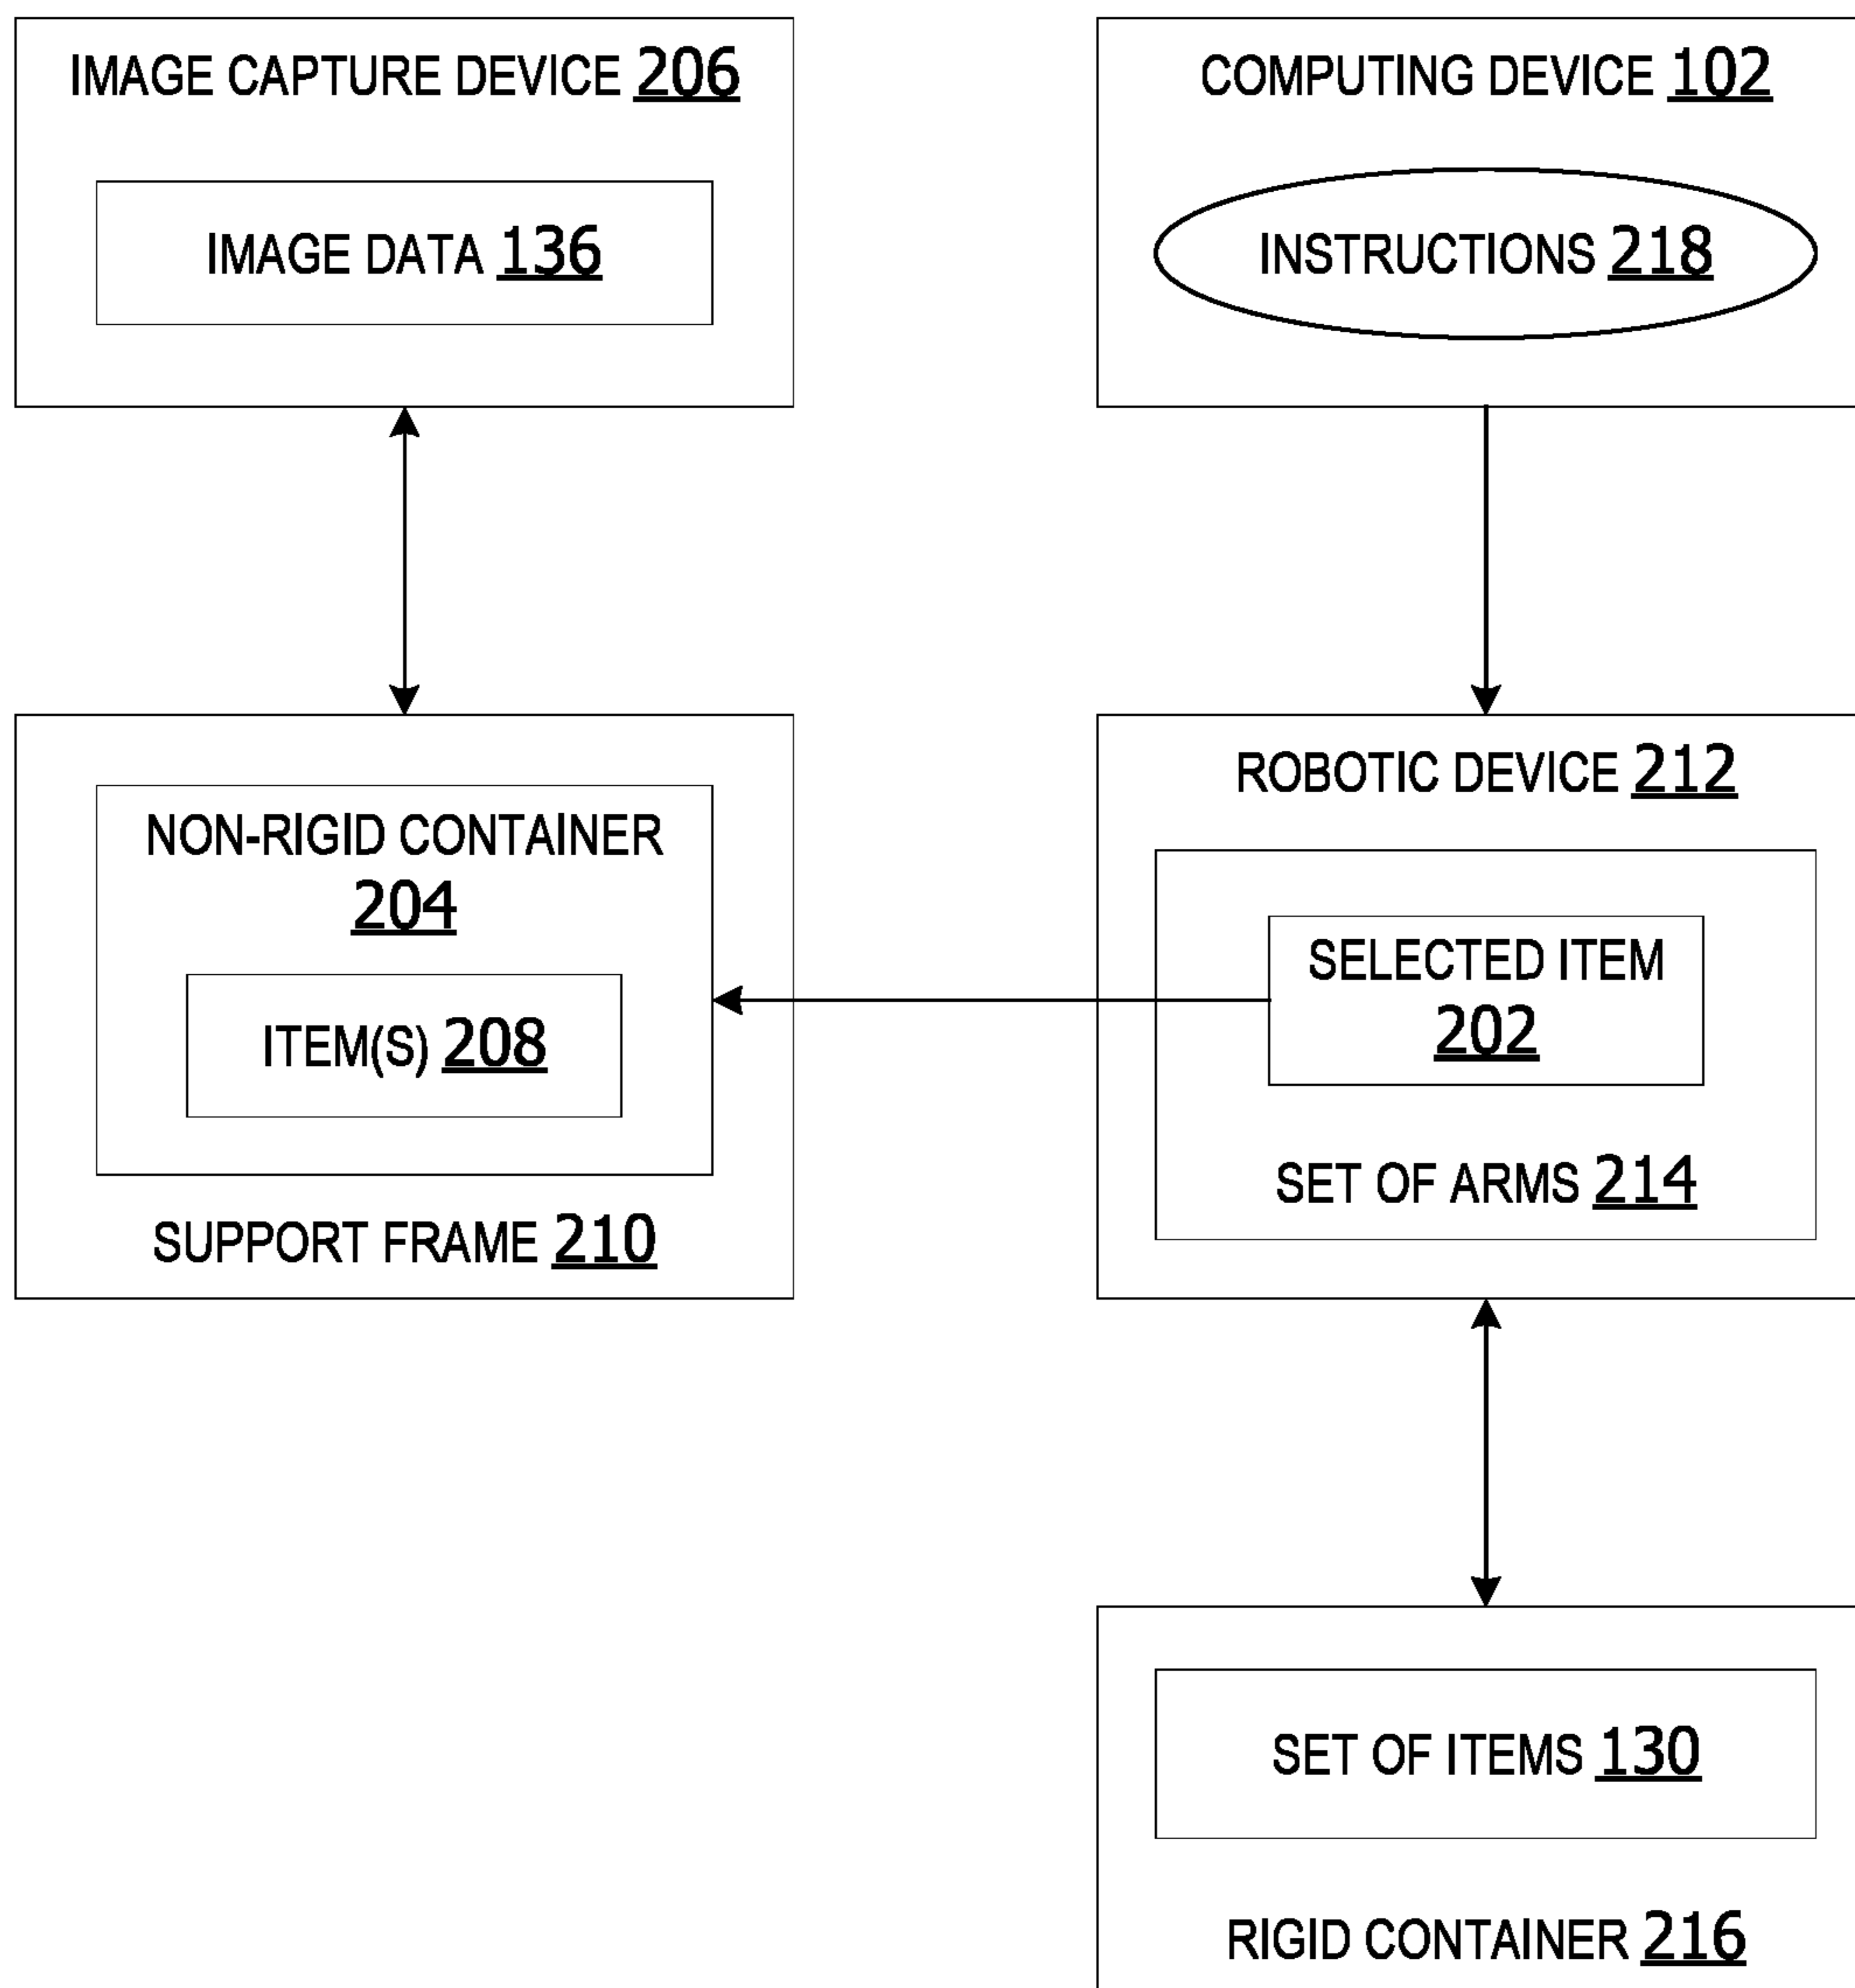 IMAGE CAPTURE DEVICE 206
IMAGE DATA 136
COMPUTING DEVICE 102
INSTRUCTIONS 218
NON-RIGID CONTAINER
204
ITEM(S) 208
SUPPORT FRAME 210
ROBOTIC DEVICE 212
SELECTED ITEM
202
SET OF ARMS 214
SET OF ITEMS 130
RIGID CONTAINER 216